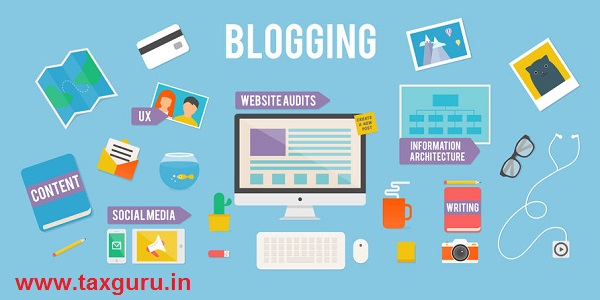 BLOGGING
UX
WEBSITE AUDITS
CREATE A NEW POST
INFORMATION
ARCHITECTURE
CONTENT
SOCIAL MEDIA
WRITING
www.taxguru.in